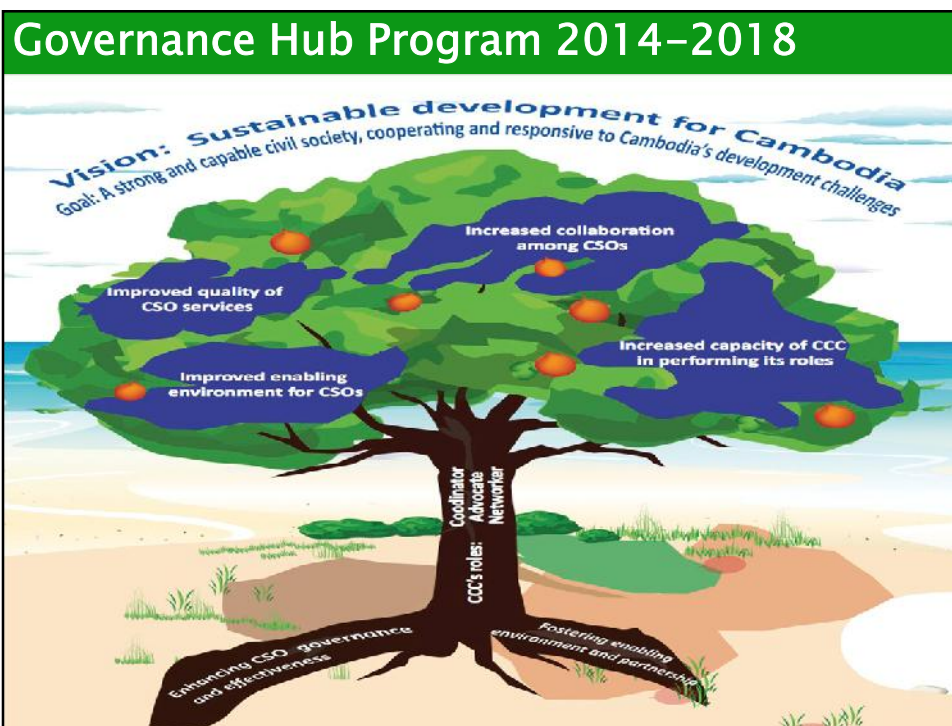 Governance Hub Program 2014-2018
Vision: Sustainable development for Cambodia
Goal: A strong and capable civil society, cooperating and responsive to Cambodia's development challenges
Increased collaboration
among CSOs
Improved quality of
CSO services
Increased capacity of CCC
in performing its roles
Improved enabling
environment for CSOs
CCC's roles:
Coodinator
Advocate
Networker
Enhancing CSO governance
and effectiveness
Fostering enabling
environment and partnership